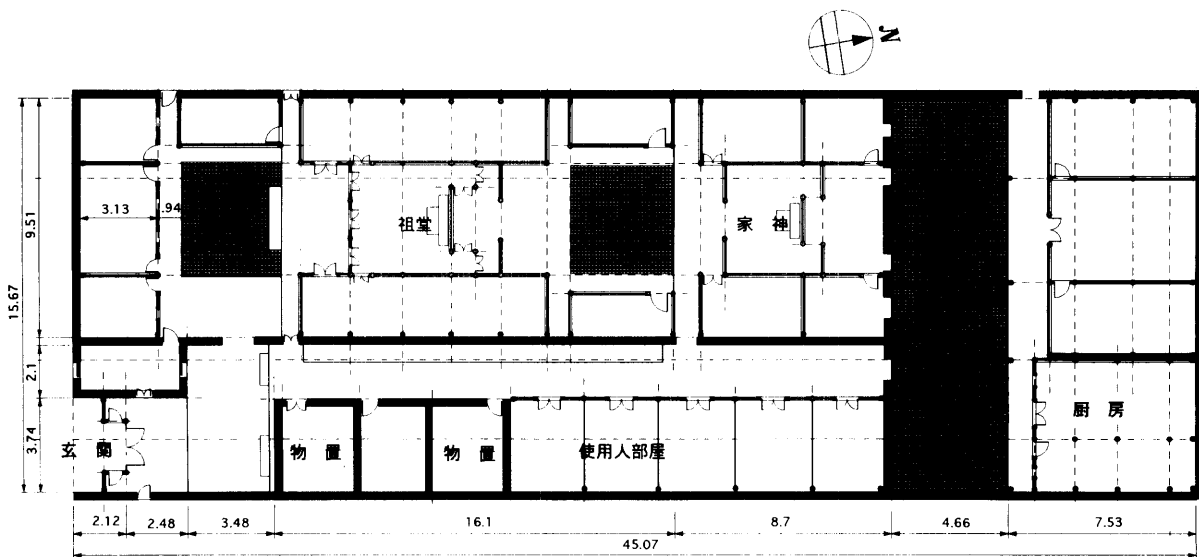 N
3.13
.94
祖堂
家 神
9.51
15.67
2.1
3.74
玄 関
物 置
物 置
使用人部屋
厨 房
2.12
2.48
3.48
16.1
8.7
4.66
7.53
45.07